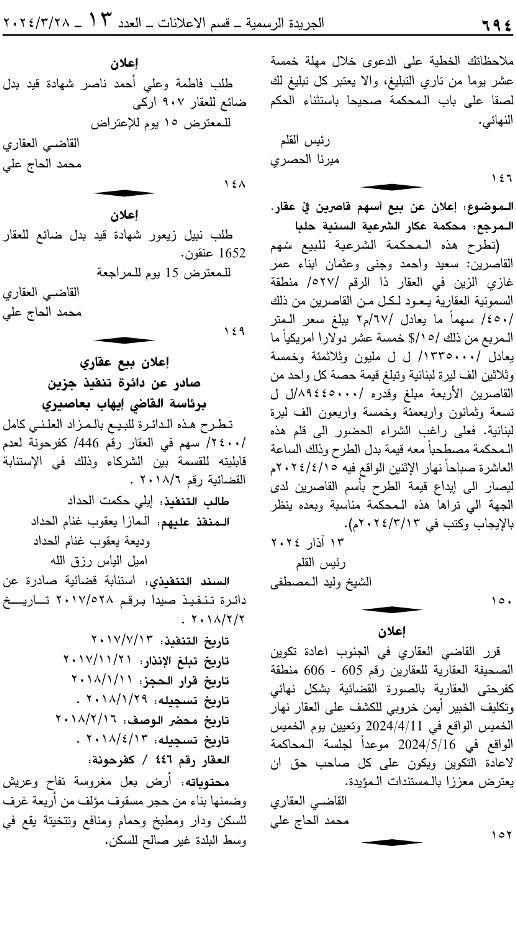 ٦٩٤
الجريدة الرسمية – قسم الاعلانات – العدد ١٣ – ٢٠٢٤/٣/٢٨
ملاحظاتك الخطية على الدعوى خلال مهلة خمسة
عشر يوما من تاري التبليغ، والا يعتبر كل تبليغ لك
لصقا على باب المحكمة صحيحا باستثناء الحكم
النهائي.
رئيس القلم
ميرنا الحصري
١٤٦
الموضوع: إعلان عن بيع أسهم قاصرين في عقار.
المرجع: محكمة عكار الشرعية السنية حلبا
(تطرح هذه المحكمة الشرعية للبيع سهم
القاصرين: سعيد واحمد وجنى وعثمان ابناء عمر
غازي الزين في العقار ذا الرقم /٥٢٧/ منطقة
السمونية العقارية يعود لكل من القاصرين من ذلك
/٤٥٠/ سهماً ما يعادل /٦٧/م٢ يبلغ سعر المتر
المربع من ذلك /١٥/$ خمسة عشر دولارا امريكياً ما
يعادل /١٣٣٥٠٠٠/ ل ل مليون وثلاثمئة وخمسة
وثلاثين الف ليرة لبنانية وتبلغ قيمة حصة كل واحد من
القاصرين الأربعة مبلغ وقدره /٨٩٤٤٥٠٠٠/ل ل
تسعة وثمانون واربعمئة وخمسة واربعون الف ليرة
لبنانية. فعلى راغب الشراء الحضور الى قلم هذه
المحكمة مصطحباً معه قيمة بدل الطرح وذلك الساعة
العاشرة صباحاً نهار الإثنين الواقع فيه ٢٠٢٤/٤/١٥م
ليصار الى إيداع قيمة الطرح بأسم القاصرين لدى
الجهة الي تراها هذه المحكمة مناسبة وبعده ينظر
بالإيجاب وكتب في ٢٠٢٤/٣/١٣م).
١٣ آذار ٢٠٢٤
رئيس القلم
الشيخ وليد المصطفى
١٥٠
إعلان
قرر القاضي العقاري في الجنوب اعادة تكوين
الصحيفة العقارية للعقارين رقم 605 - 606 منطقة
كفرحتى العقارية بالصورة القضائية بشكل نهائي
وتكليف الخبير أيمن خروبي للكشف على العقار نهار
الخميس الواقع في 2024/4/11 وتعيين يوم الخميس
الواقع في 2024/5/16 موعداً لجلسة المحاكمة
لاعادة التكوين ويكون على كل صاحب حق ان
يعترض معززا بالمستندات المؤيدة.
القاضي العقاري
محمد الحاج علي
١٥٢
إعلان
طلب فاطمة وعلي أحمد ناصر شهادة قيد بدل
ضائع للعقار ٩٠٧ اركي
للمعترض ١٥ يوم للإعتراض
القاضي العقاري
محمد الحاج علي
١٤٨
إعلان
طلب نبيل زيعور شهادة قيد بدل ضائع للعقار
1652 عنقون.
للمعترض 15 يوم للمراجعة
القاضي العقاري
محمد الحاج علي
١٤٩
إعلان بيع عقاري
صادر عن دائرة تنفيذ جزين
برئاسة القاضي إيهاب بعاصيري
تطرح هذه الدائرة للبيع بالمزاد العلني كامل
/٢٤٠٠/ سهم في العقار رقم 446/ كفرحونة لعدم
قابليته للقسمة بين الشركاء وذلك في الإستنابة
القضائية رقم ٢٠١٨/٦ .
طالب التنفيذ: إيلي حكمت الحداد
المنفذ عليهم: المازا يعقوب غنام الحداد
وديعة يعقوب غنام الحداد
اميل الياس رزق الله
السند التنفيذي: استنابة قضائية صادرة عن
دائرة تنفيذ صيدا برقم ٢٠١٧/٥٢٨ تاريخ
٢٠١٨/٢/٢ .
تاريخ التنفيذ: ٢٠١٧/٧/١٣
تاريخ تبلغ الإنذار: ٢٠١٧/١١/٢١
تاريخ قرار الحجز: ٢٠١٨/١/١١
تاريخ تسجيله: ٢٠١٨/١/٢٩ .
تاريخ محضر الوصف: ٢٠١٨/٢/١٦
تاريخ تسجيله: ٢٠١٨/٤/١٣ .
العقار رقم ٤٤٦ / كفرحونة:
محتوياته: أرض بعل مغروسة تفاح وعريش
وضمنها بناء من حجر مسقوف مؤلف من أربعة غرف
للسكن ودار ومطبخ وحمام ومنافع وتتخيتة يقع في
وسط البلدة غير صالح للسكن.